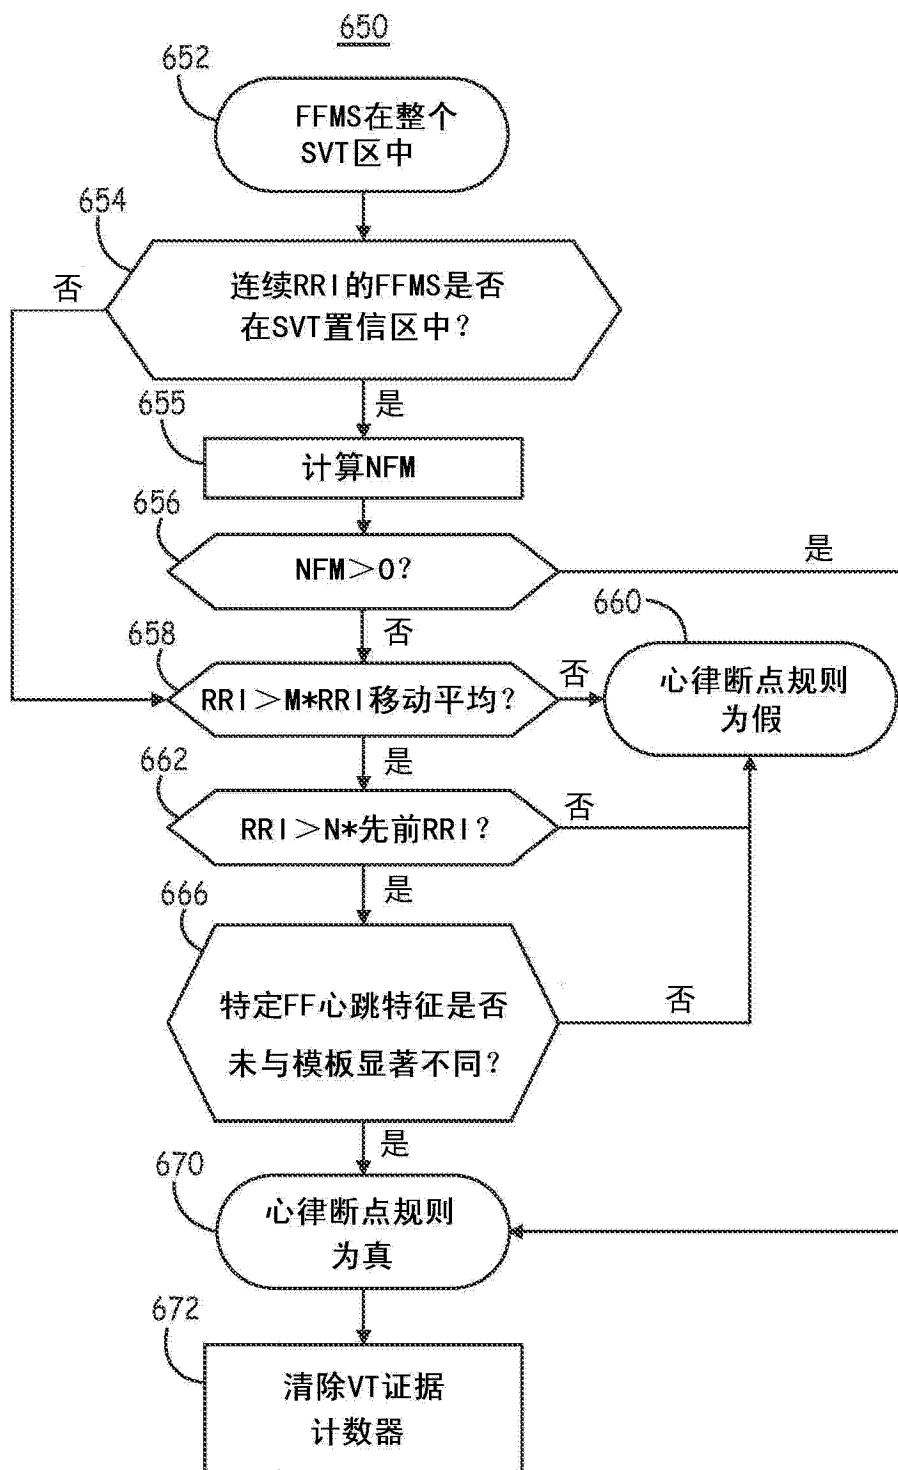 650
652
FFMS在整个
SVT区中
654
否
连续RRI的FFMS是否
在SVT置信区中？
是
655
计算NFM
656
NFM＞0？
是
否
660
心律断点规则
为假
658
RRI＞M*RRI移动平均？
否
是
662
RRI＞N*先前RRI？
否
是
666
特定FF心跳特征是否
未与模板显著不同？
否
是
670
心律断点规则
为真
672
清除VT证据
计数器